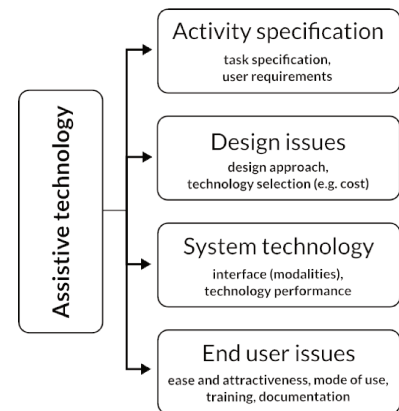 Assistive technology
Activity specification
task specification,
user requirements
Design issues
design approach,
technology selection (e.g. cost)
System technology
interface (modalities),
technology performance
End user issues
ease and attractiveness, mode of use,
training, documentation